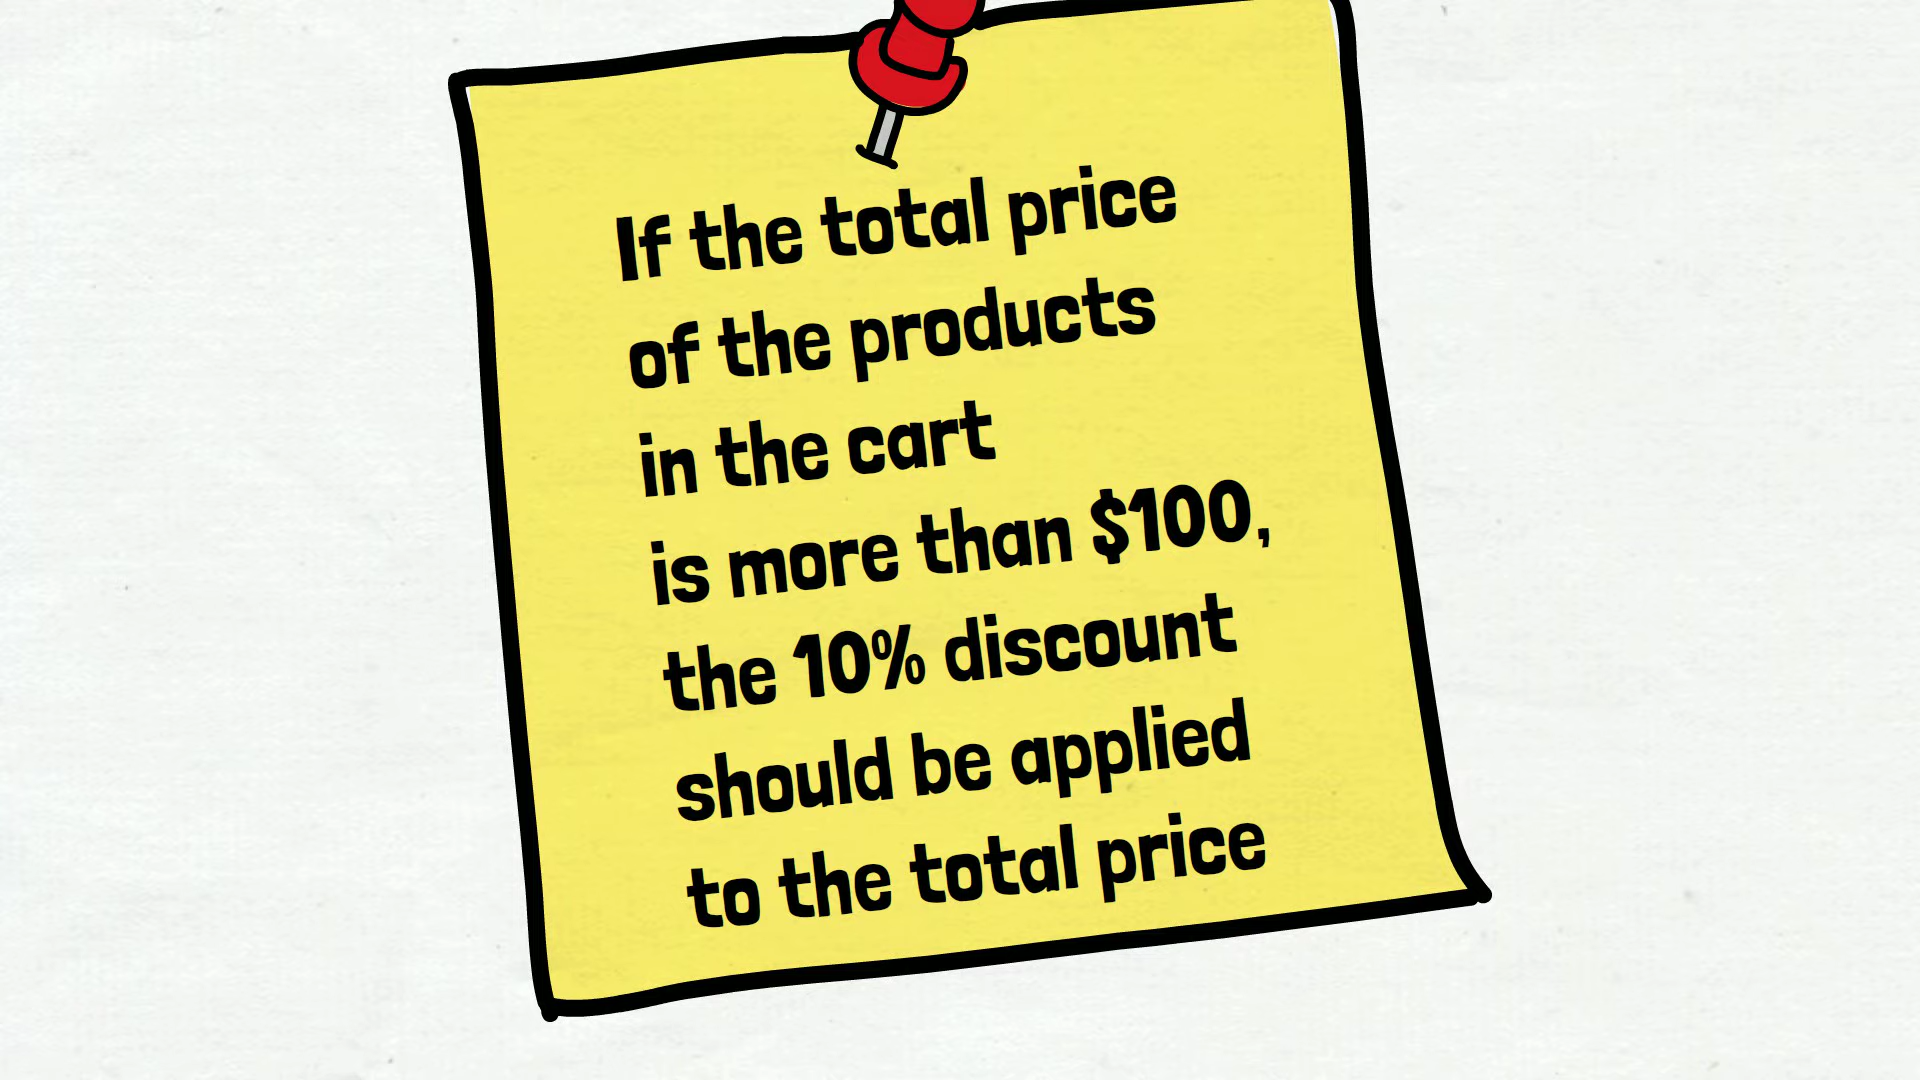 If the total price
of the products
in the cart
is more than $100,
the 10% discount
should be applied
to the total price